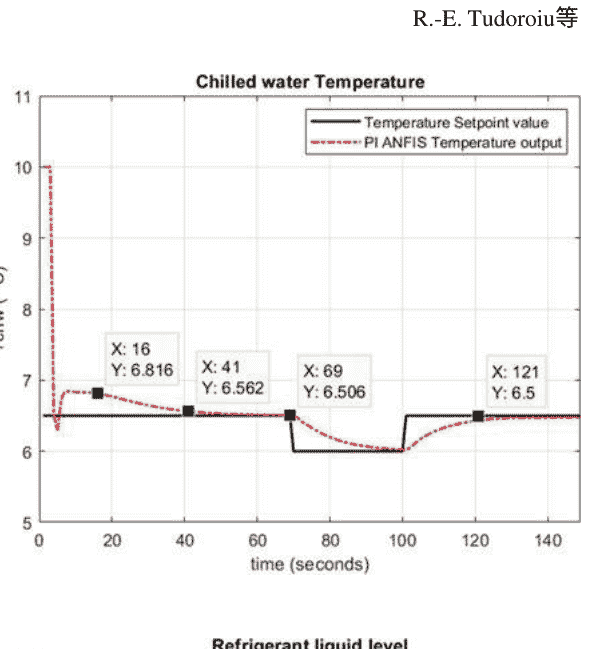 R.-E. Tudoroiu等
Chilled water Temperature
11
Temperature Setpoint value
PI ANFIS Temperature output
10
9
8
X: 16
Y: 6.816
X: 41
Y: 6.562
X: 69
Y: 6.506
X: 121
Y: 6.5
7
6
5
0 20 40 60 80 100 120 140
time (seconds)
Refrigerant liquid level